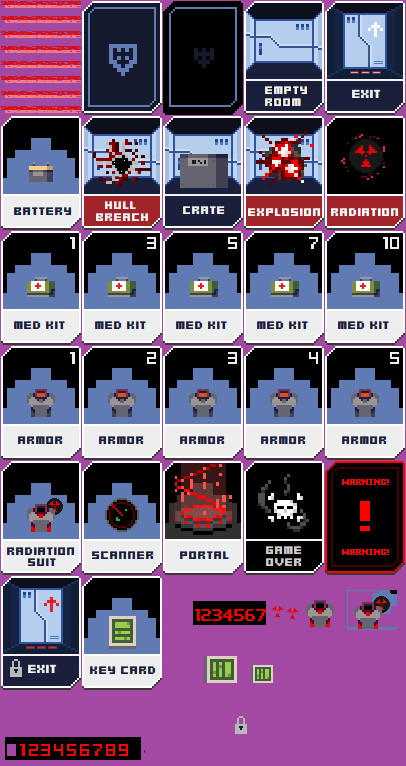 EMPTY
ROOM
EXIT
BATTERY
HULL
BREACH
CRATE
EXPLOSION
RADIATION
1
3
5
7
10
MED KIT
MED KIT
MED KIT
MED KIT
MED KIT
1
2
3
4
5
ARMOR
ARMOR
ARMOR
ARMOR
ARMOR
RADIATION
SUIT
SCANNER
PORTAL
GAME
OVER
WARNING!
!
WARNING!
EXIT
KEY CARD
1234567
123456789